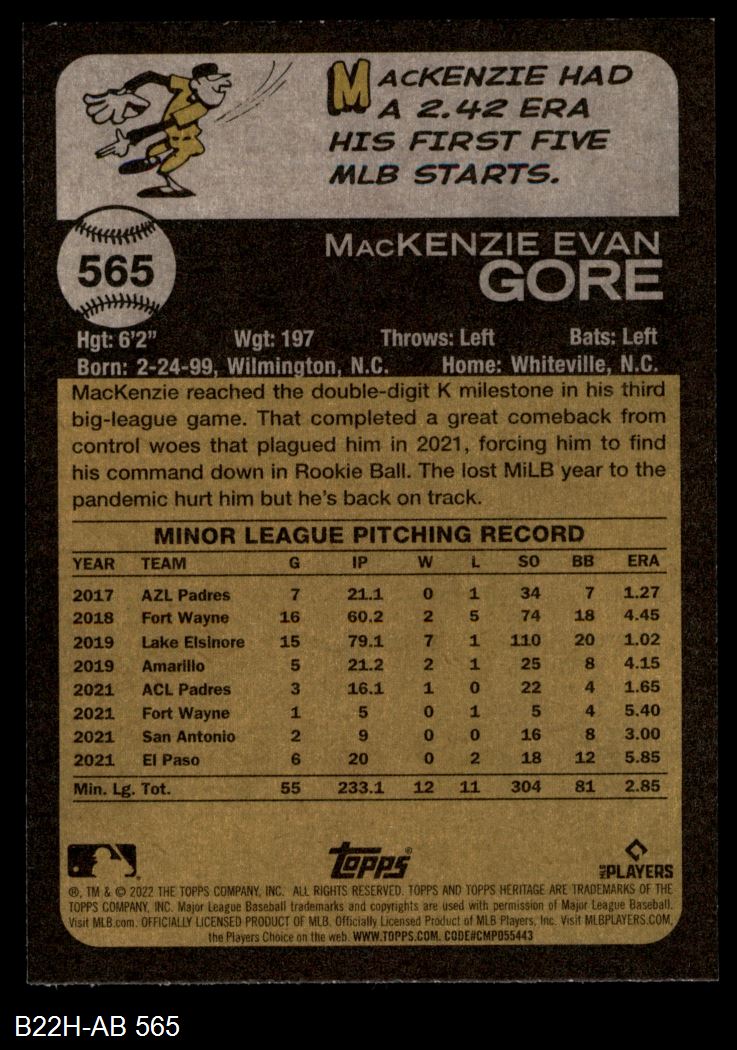 MACKENZIE HAD
A 2.42 ERA
HIS FIRST FIVE
MLB STARTS.
565
MACKENZIE EVAN
GORE
Hgt: 6'2" Wgt: 197 Throws: Left Bats: Left
Born: 2-24-99, Wilmington, N.C. Home: Whiteville, N.C.
MacKenzie reached the double-digit K milestone in his third
big-league game. That completed a great comeback from
control woes that plagued him in 2021, forcing him to find
his command down in Rookie Ball. The lost MiLB year to the
pandemic hurt him but he's back on track.
MINOR LEAGUE PITCHING RECORD
YEAR TEAM G IP W L SO BB ERA
2017 AZL Padres 7 21.1 0 1 34 7 1.27
2018 Fort Wayne 16 60.2 2 5 74 18 4.45
2019 Lake Elsinore 15 79.1 7 1 110 20 1.02
2019 Amarillo 5 21.2 2 1 25 8 4.15
2021 ACL Padres 3 16.1 1 0 22 4 1.65
2021 Fort Wayne 1 5 0 1 5 4 5.40
2021 San Antonio 2 9 0 0 16 8 3.00
2021 El Paso 6 20 0 2 18 12 5.85
Min. Lg. Tot. 55 233.1 12 11 304 81 2.85
Topps®
MLB PLAYERS
®, TM & © 2022 THE TOPPS COMPANY, INC. ALL RIGHTS RESERVED. TOPPS AND TOPPS HERITAGE ARE TRADEMARKS OF THE
TOPPS COMPANY, INC. Major League Baseball trademarks and copyrights are used with permission of Major League Baseball.
Visit MLB.com. OFFICIALLY LICENSED PRODUCT OF MLB. Officially Licensed Product of MLB Players, Inc. Visit MLBPLAYERS.COM,
the Players Choice on the web. WWW.TOPPS.COM. CODE#CMP055443
B22H-AB 565